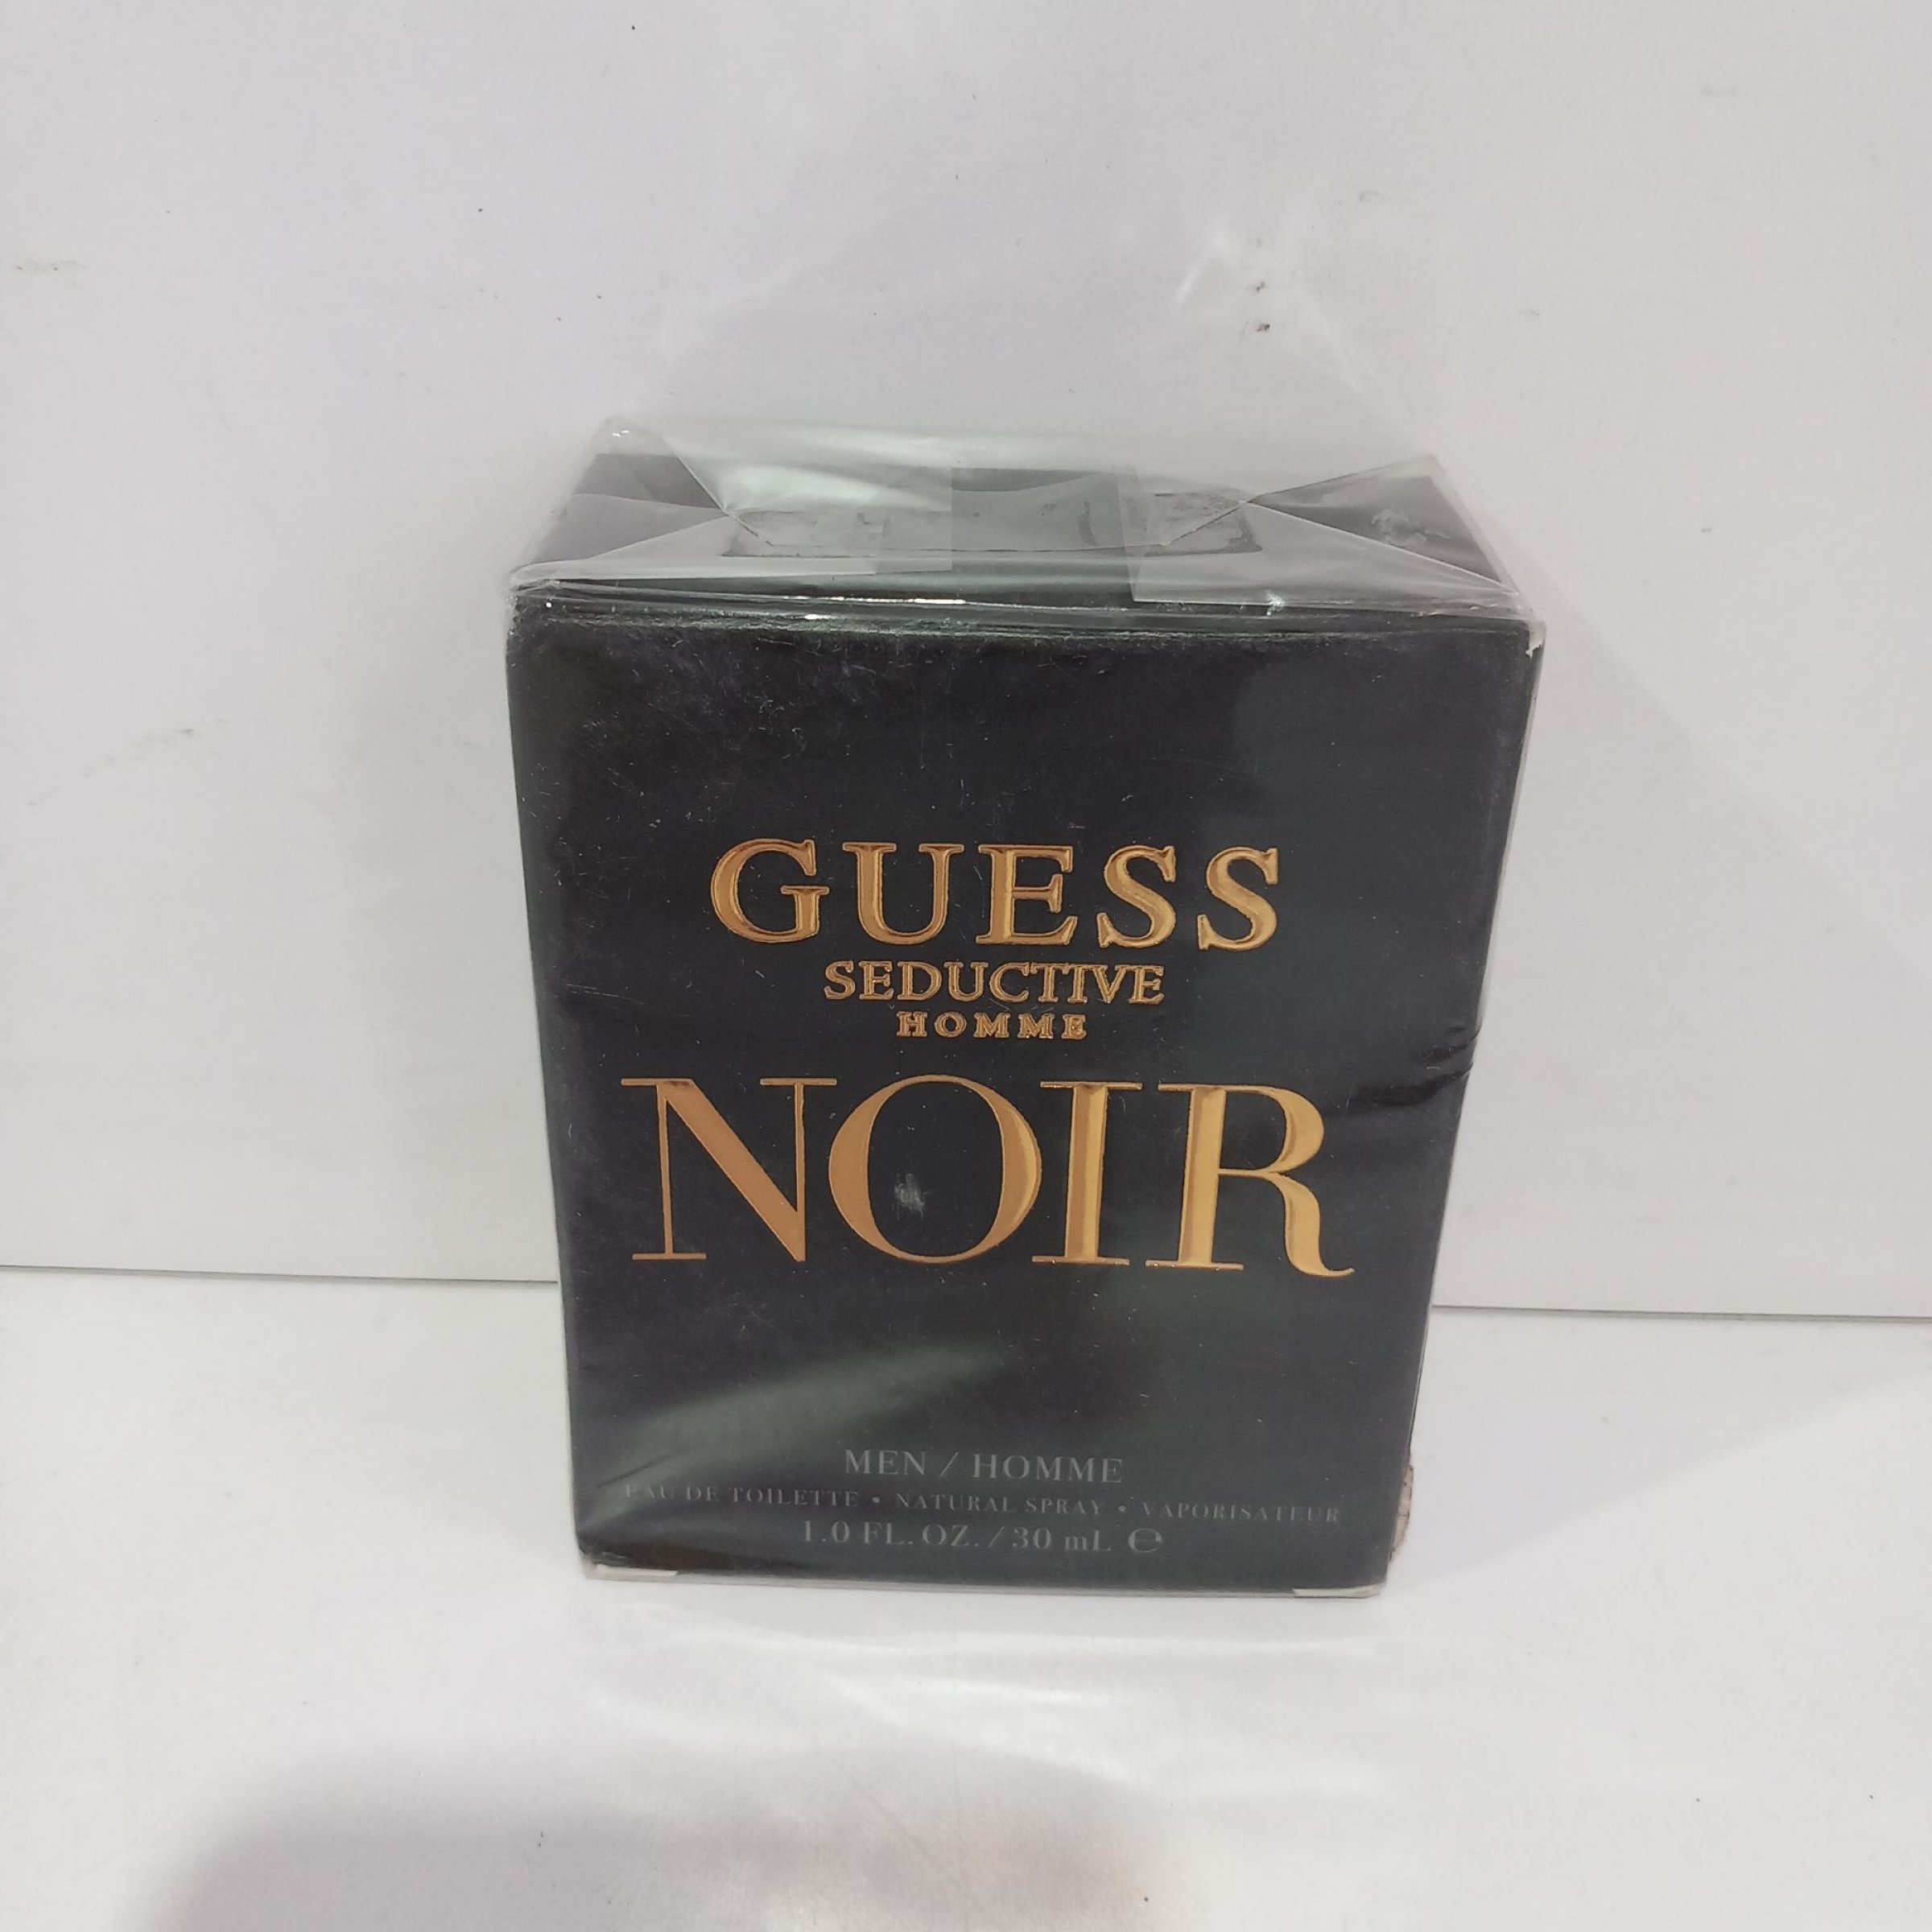 GUESS
SEDUCTIVE
HOMME
NOIR
MEN / HOMME
EAU DE TOILETTE • NATURAL SPRAY • VAPORISATEUR
1.0 FL. OZ. / 30 mL ℮